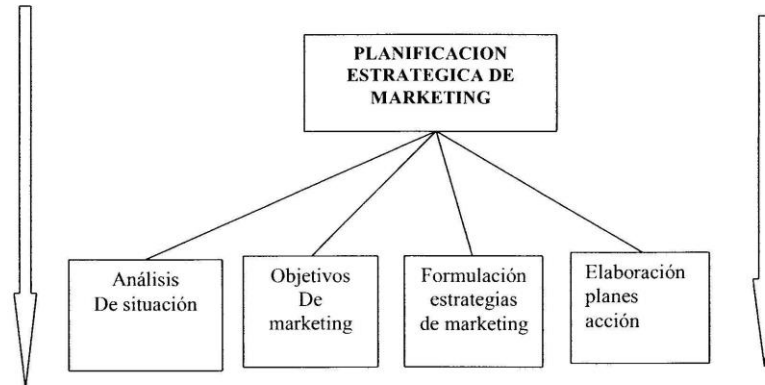 PLANIFICACION
ESTRATEGICA DE
MARKETING
Análisis
De situación
Objetivos
De
marketing
Formulación
estrategias
de marketing
Elaboración
planes
acción